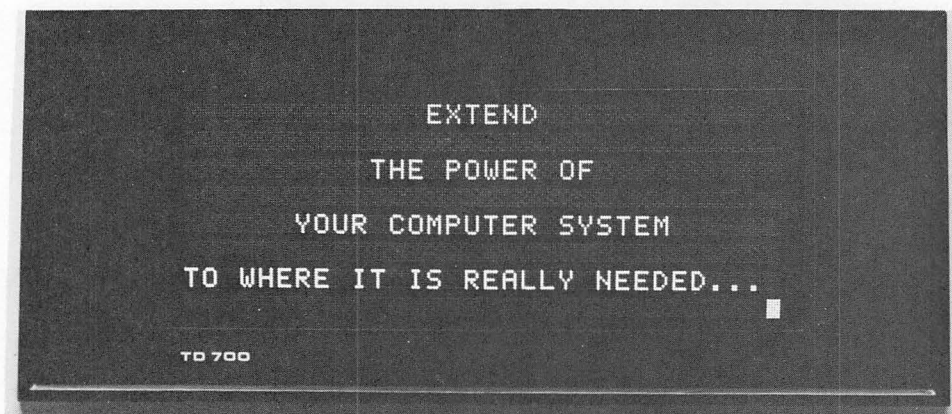 EXTEND
THE POWER OF
YOUR COMPUTER SYSTEM
TO WHERE IT IS REALLY NEEDED...
TD 700